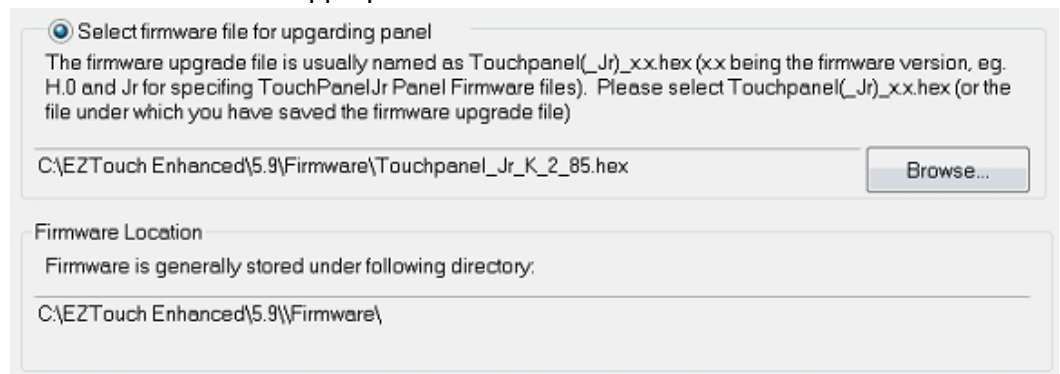 Select firmware file for upgarding panel
The firmware upgrade file is usually named as Touchpanel(_Jr)_x.x.hex (x.x being the firmware version, eg.
H.0 and Jr for specifing TouchPanelJr Panel Firmware files). Please select Touchpanel(_Jr)_x.x.hex (or the
file under which you have saved the firmware upgrade file)
C:\EZTouch Enhanced\5.9\Firmware\Touchpanel_Jr_K_2_85.hex
Browse...
Firmware Location
Firmware is generally stored under following directory:
C:\EZTouch Enhanced\5.9\\Firmware\